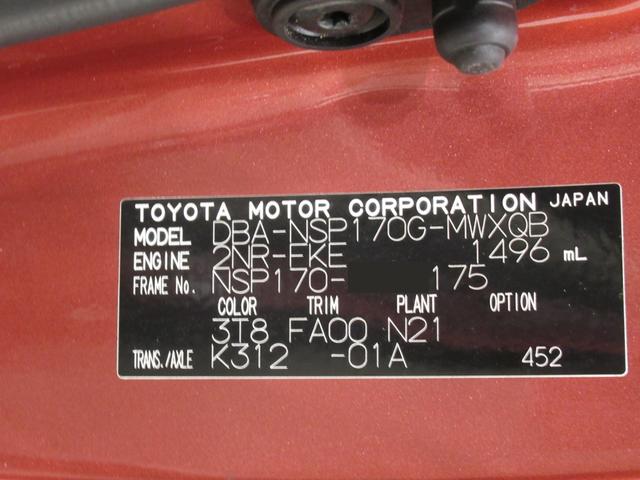 TOYOTA MOTOR CORPORATION JAPAN
MODEL DBA-NSP170G-MWXQB
ENGINE 2NR-FKE 1496 mL
FRAME No. NSP170- 175
COLOR TRIM PLANT OPTION
3T8 FA00 N21
TRANS./AXLE K312 -01A 452